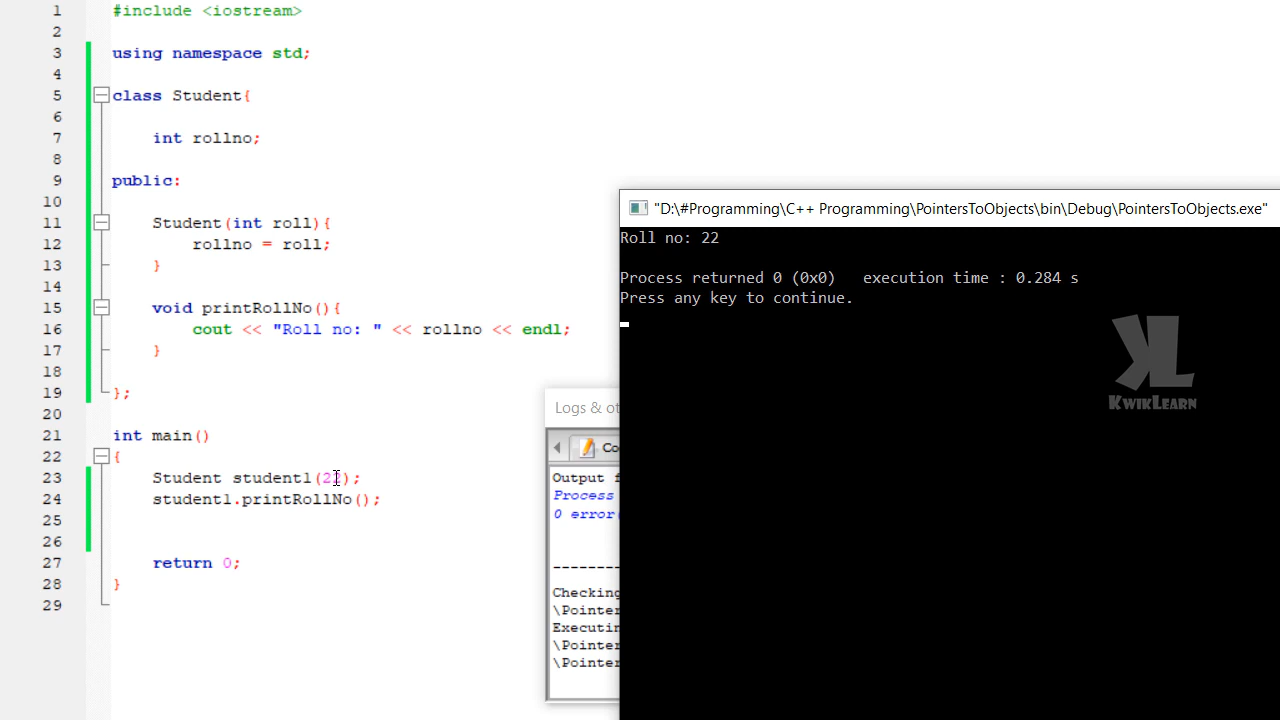 1 #include <iostream>
2
3 using namespace std;
4
5 class Student{
6
7 int rollno;
8
9 public:
10
11 Student(int roll){
12 rollno = roll;
13 }
14
15 void printRollNo(){
16 cout << "Roll no: " << rollno << endl;
17 }
18
19 };
20
21 int main()
22 {
23 Student student1(22);
24 student1.printRollNo();
25
26
27 return 0;
28 }
29
"D:\#Programming\C++ Programming\PointersToObjects\bin\Debug\PointersToObjects.exe"
Roll no: 22
Process returned 0 (0x0) execution time : 0.284 s
Press any key to continue.
KL
KWIKLEARN
Logs & ot
Co
Output f
Process
0 error(
--------
Checking
\Pointer
Executin
\Pointer
\Pointer